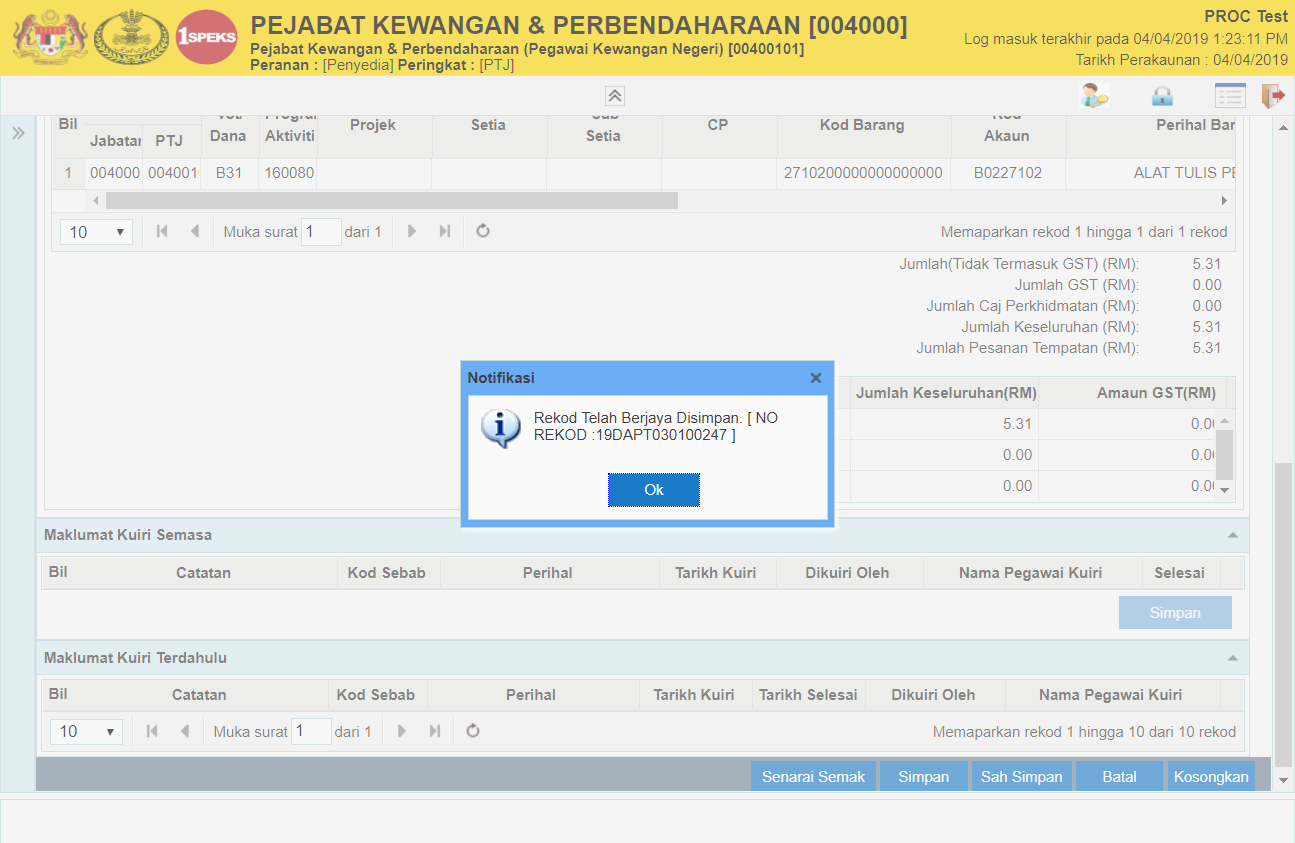 1SPEKS
PEJABAT KEWANGAN & PERBENDAHARAAN [004000]
Pejabat Kewangan & Perbendaharaan (Pegawai Kewangan Negeri) [00400101]
Peranan : [Penyedia] Peringkat : [PTJ]
PROC Test
Log masuk terakhir pada 04/04/2019 1:23:11 PM
Tarikh Perakaunan : 04/04/2019
Bil Jabatan PTJ Dana Aktiviti Projek Setia Setia CP Kod Barang Akaun Perihal Bar
1 004000 004001 B31 160080 2710200000000000000 B0227102 ALAT TULIS PE
10 Muka surat 1 dari 1 Memaparkan rekod 1 hingga 1 dari 1 rekod
Jumlah(Tidak Termasuk GST) (RM): 5.31
Jumlah GST (RM): 0.00
Jumlah Caj Perkhidmatan (RM): 0.00
Jumlah Keseluruhan (RM): 5.31
Jumlah Pesanan Tempatan (RM): 5.31
Jumlah Keseluruhan(RM) Amaun GST(RM)
5.31 0.00
0.00 0.00
0.00 0.00
Notifikasi
Rekod Telah Berjaya Disimpan. [ NO
REKOD :19DAPT030100247 ]
Ok
Maklumat Kuiri Semasa
Bil Catatan Kod Sebab Perihal Tarikh Kuiri Dikuiri Oleh Nama Pegawai Kuiri Selesai
Simpan
Maklumat Kuiri Terdahulu
Bil Catatan Kod Sebab Perihal Tarikh Kuiri Tarikh Selesai Dikuiri Oleh Nama Pegawai Kuiri
10 Muka surat 1 dari 1 Memaparkan rekod 1 hingga 10 dari 10 rekod
Senarai Semak Simpan Sah Simpan Batal Kosongkan